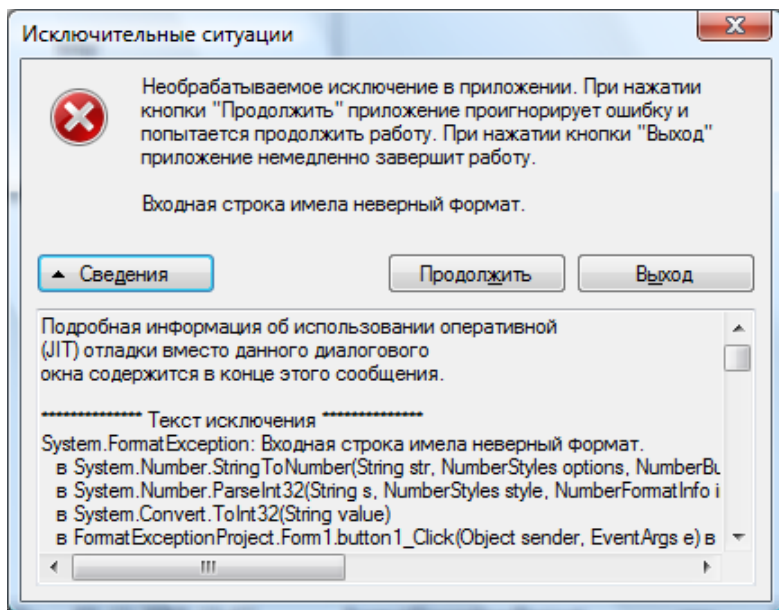 Исключительные ситуации
Необрабатываемое исключение в приложении. При нажатии
кнопки "Продолжить" приложение проигнорирует ошибку и
попытается продолжить работу. При нажатии кнопки "Выход"
приложение немедленно завершит работу.
Входная строка имела неверный формат.
Сведения
Продолжить
Выход
Подробная информация об использовании оперативной
(JIT) отладки вместо данного диалогового
окна содержится в конце этого сообщения.
************** Текст исключения **************
System.FormatException: Входная строка имела неверный формат.
в System.Number.StringToNumber(String str, NumberStyles options, NumberBu
в System.Number.ParseInt32(String s, NumberStyles style, NumberFormatInfo i
в System.Convert.ToInt32(String value)
в FormatExceptionProject.Form1.button1_Click(Object sender, EventArgs e) в